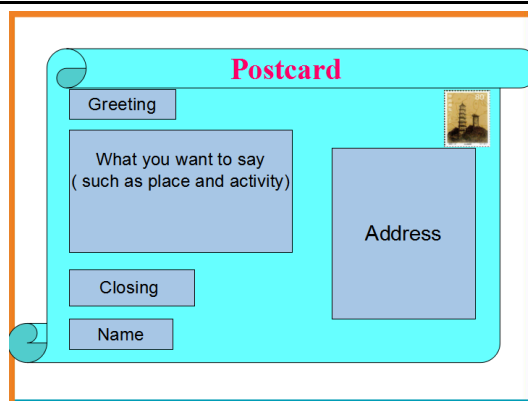 Postcard
Greeting
What you want to say
( such as place and activity)
Address
Closing
Name